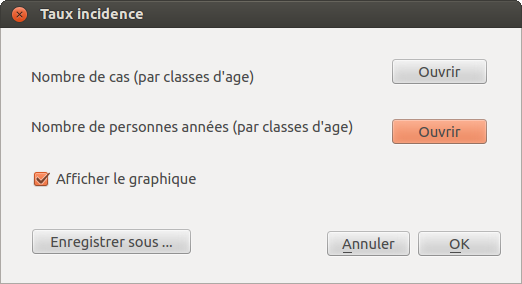 Taux incidence
Nombre de cas (par classes d'age) Ouvrir
Nombre de personnes années (par classes d'age) Ouvrir
Afficher le graphique
Enregistrer sous ... Annuler OK